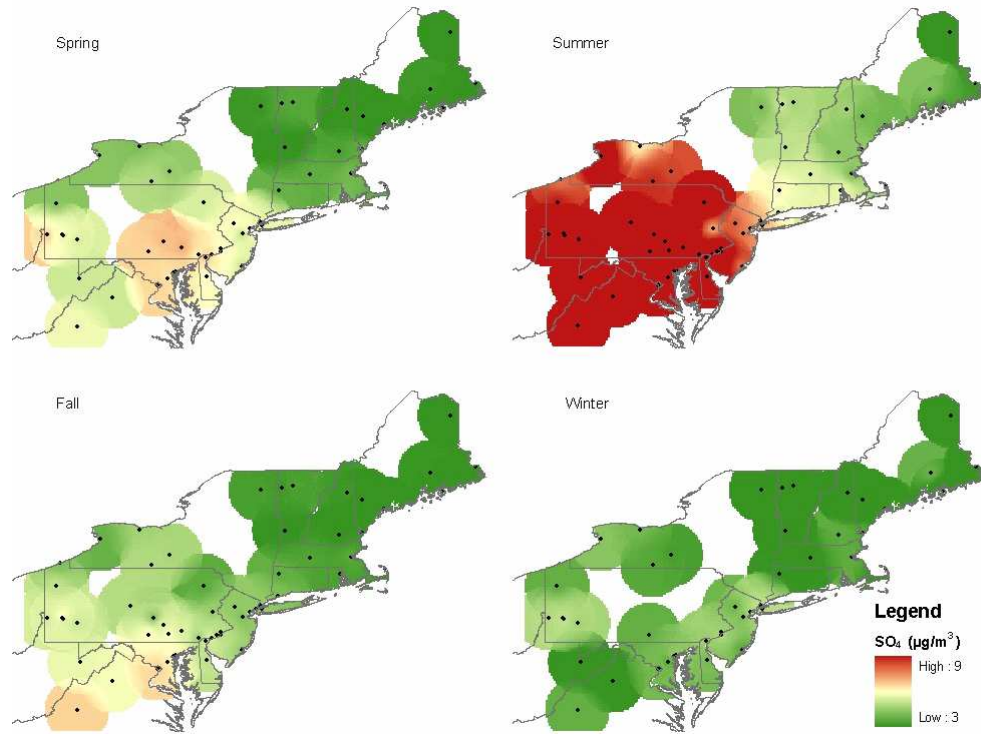 Spring
Summer
Fall
Winter
Legend
SO₄ (µg/m³)
High : 9
Low : 3